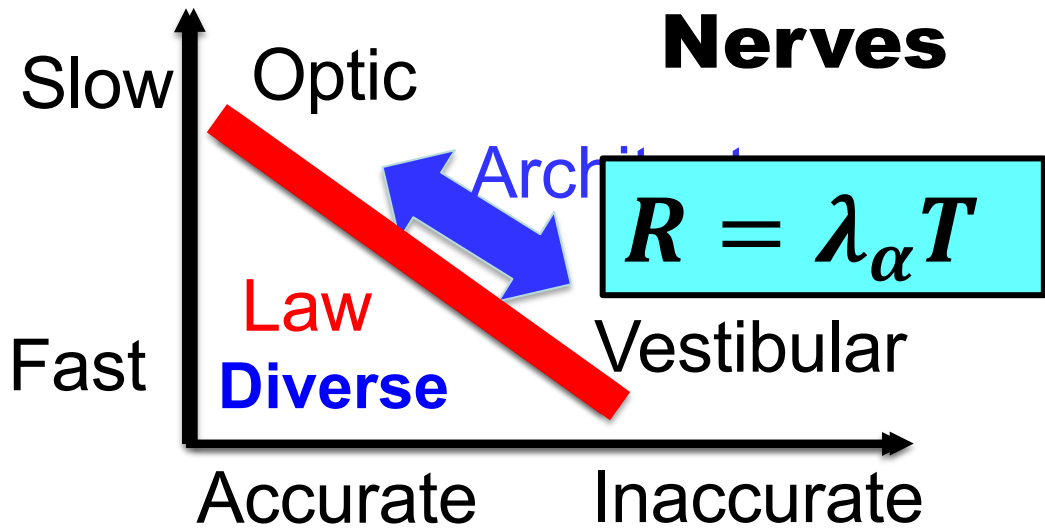 Nerves
Slow
Optic
R = λ_α T
Law
Vestibular
Fast
Diverse
Accurate
Inaccurate